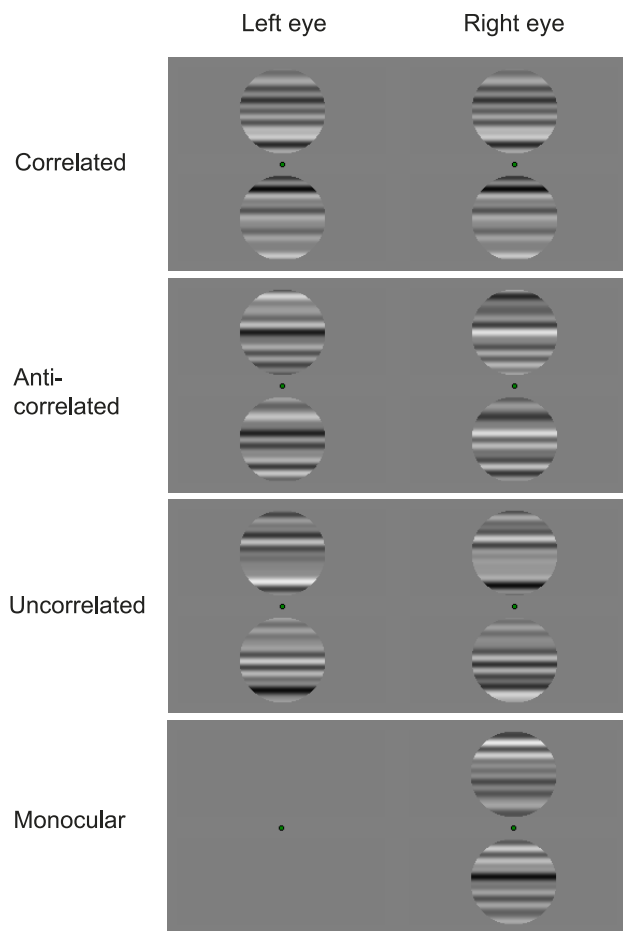 Left eye Right eye
Correlated
Anti-
correlated
Uncorrelated
Monocular